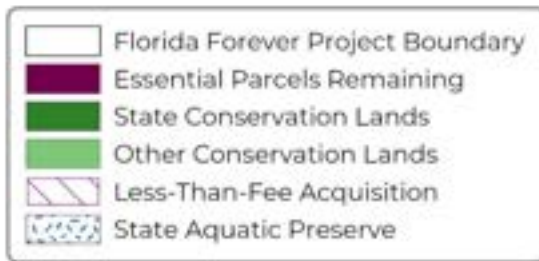 Florida Forever Project Boundary
Essential Parcels Remaining
State Conservation Lands
Other Conservation Lands
Less-Than-Fee Acquisition
State Aquatic Preserve